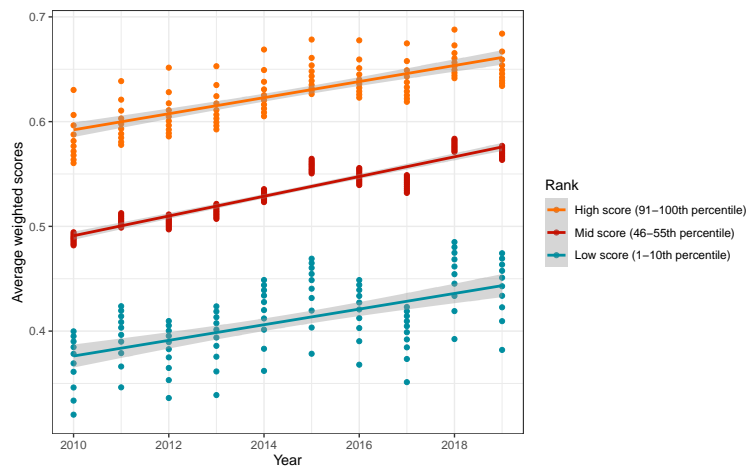 0.7
0.6
0.5
0.4
Average weighted scores
2010
2012
2014
2016
2018
Year
Rank
High score (91–100th percentile)
Mid score (46–55th percentile)
Low score (1–10th percentile)